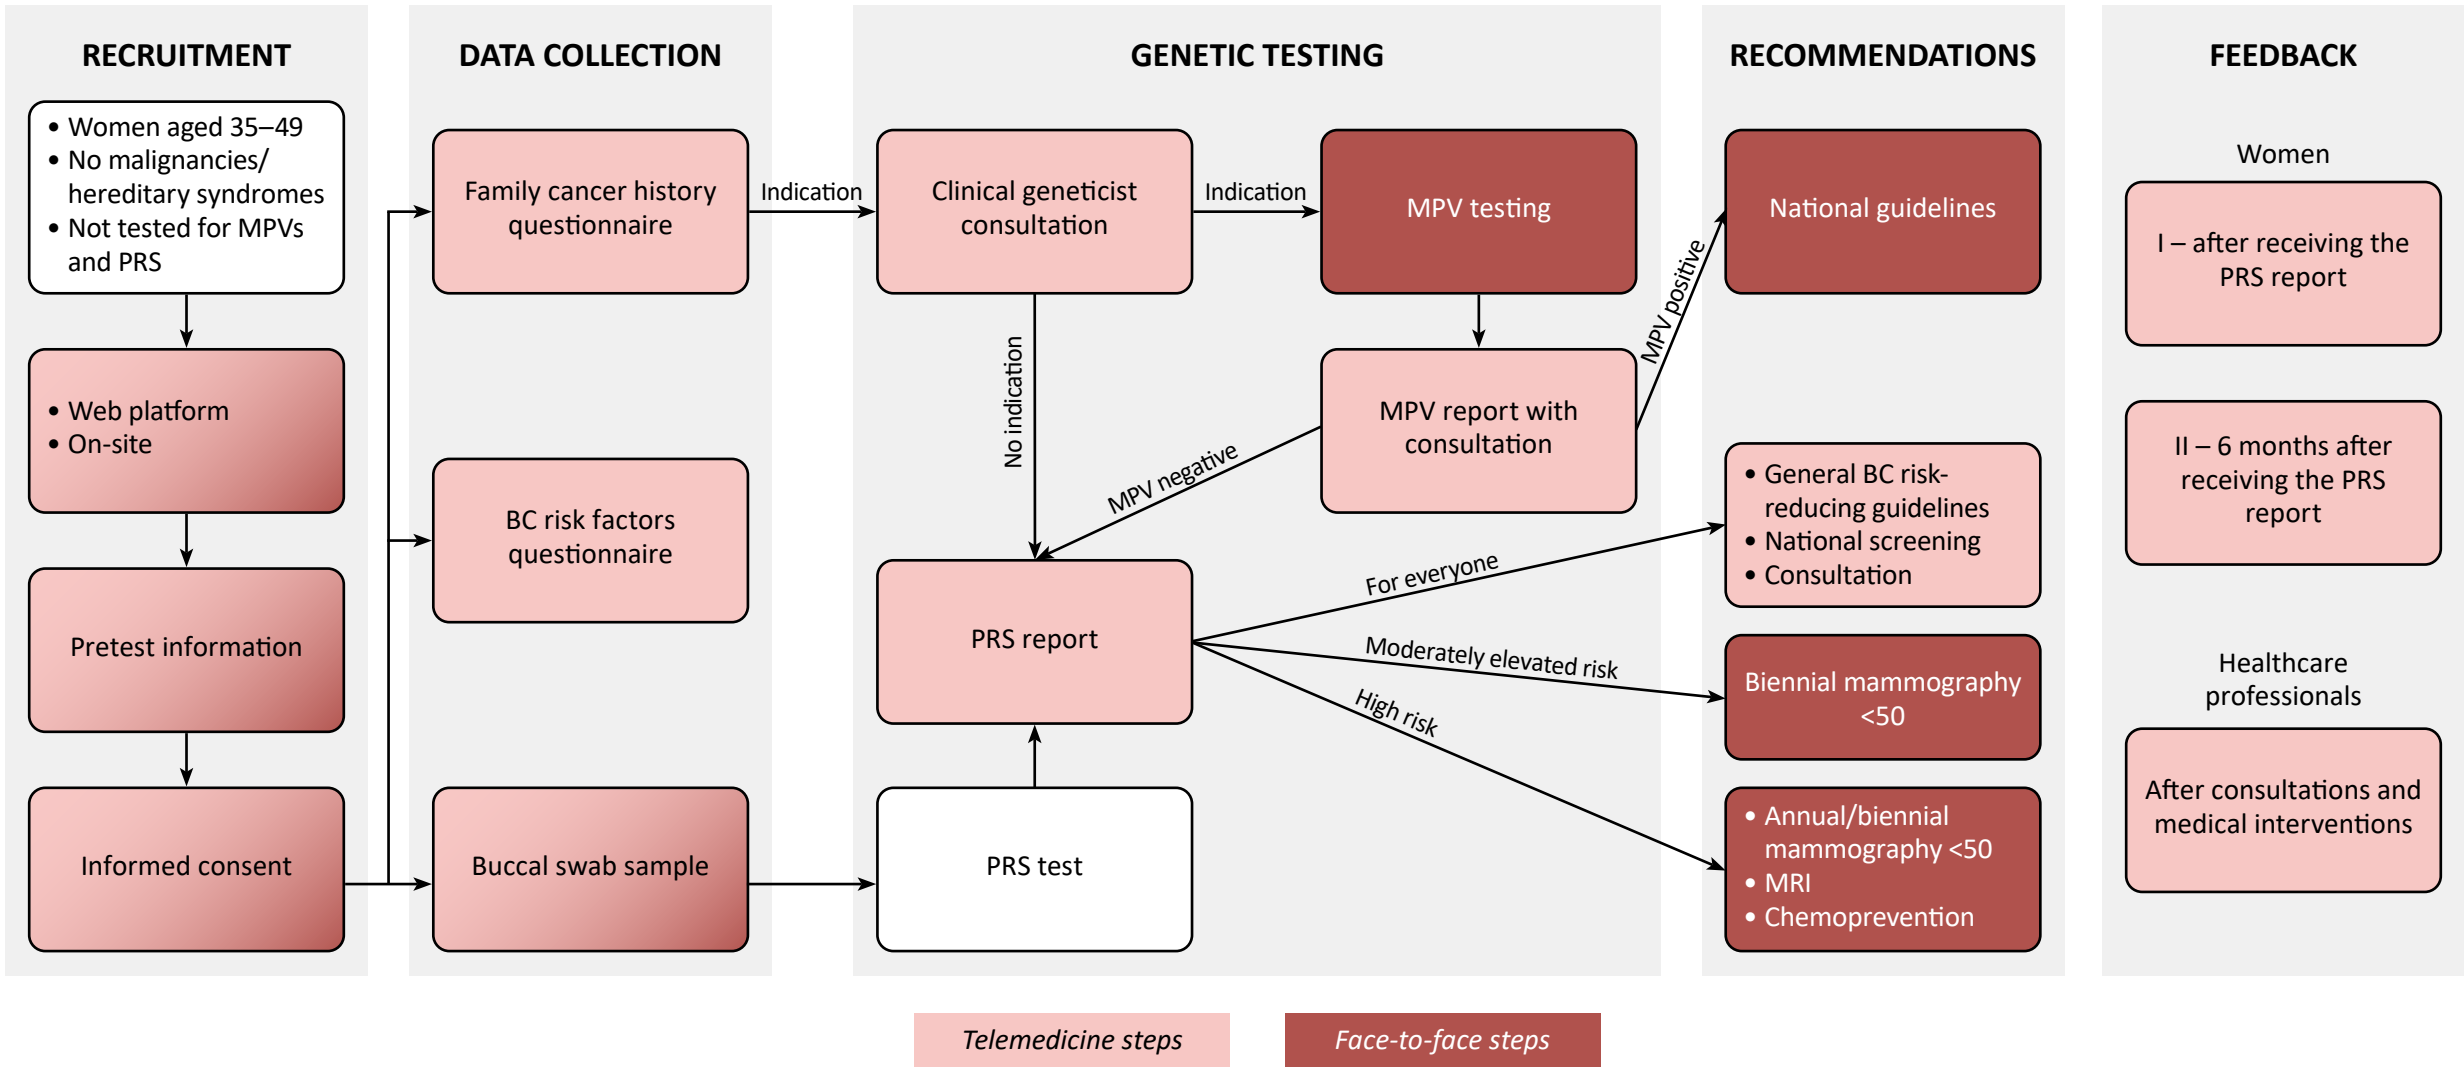 RECRUITMENT
• Women aged 35–49
• No malignancies/
hereditary syndromes
• Not tested for MPVs
and PRS
• Web platform
• On-site
Pretest information
Informed consent
DATA COLLECTION
Family cancer history
questionnaire
BC risk factors
questionnaire
Buccal swab sample
Indication
GENETIC TESTING
Clinical geneticist
consultation
Indication
MPV testing
No indication
MPV report with
consultation
MPV negative
MPV positive
PRS report
PRS test
For everyone
Moderately elevated risk
High risk
RECOMMENDATIONS
National guidelines
• General BC risk-
reducing guidelines
• National screening
• Consultation
Biennial mammography
<50
• Annual/biennial
mammography <50
• MRI
• Chemoprevention
FEEDBACK
Women
I – after receiving the
PRS report
II – 6 months after
receiving the PRS
report
Healthcare
professionals
After consultations and
medical interventions
Telemedicine steps
Face-to-face steps